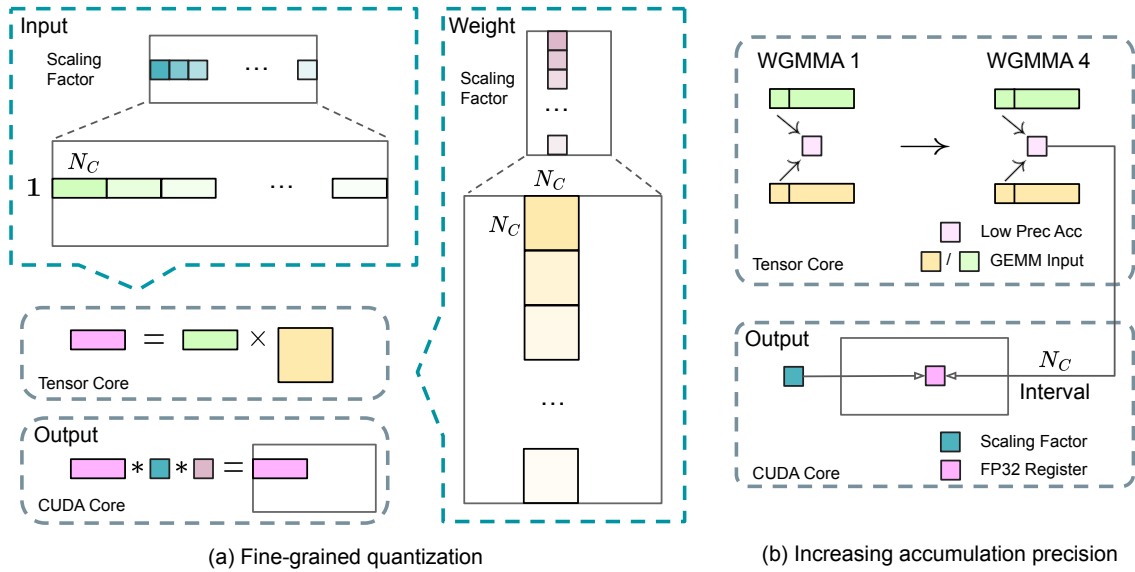 Input
Scaling
Factor
...
N_C
1
...
Weight
Scaling
Factor
...
N_C
N_C
...
= ×
Tensor Core
Output
* * =
CUDA Core
(a) Fine-grained quantization
WGMMA 1
WGMMA 4
Low Prec Acc
/
GEMM Input
Tensor Core
Output
N_C
Interval
Scaling Factor
FP32 Register
CUDA Core
(b) Increasing accumulation precision